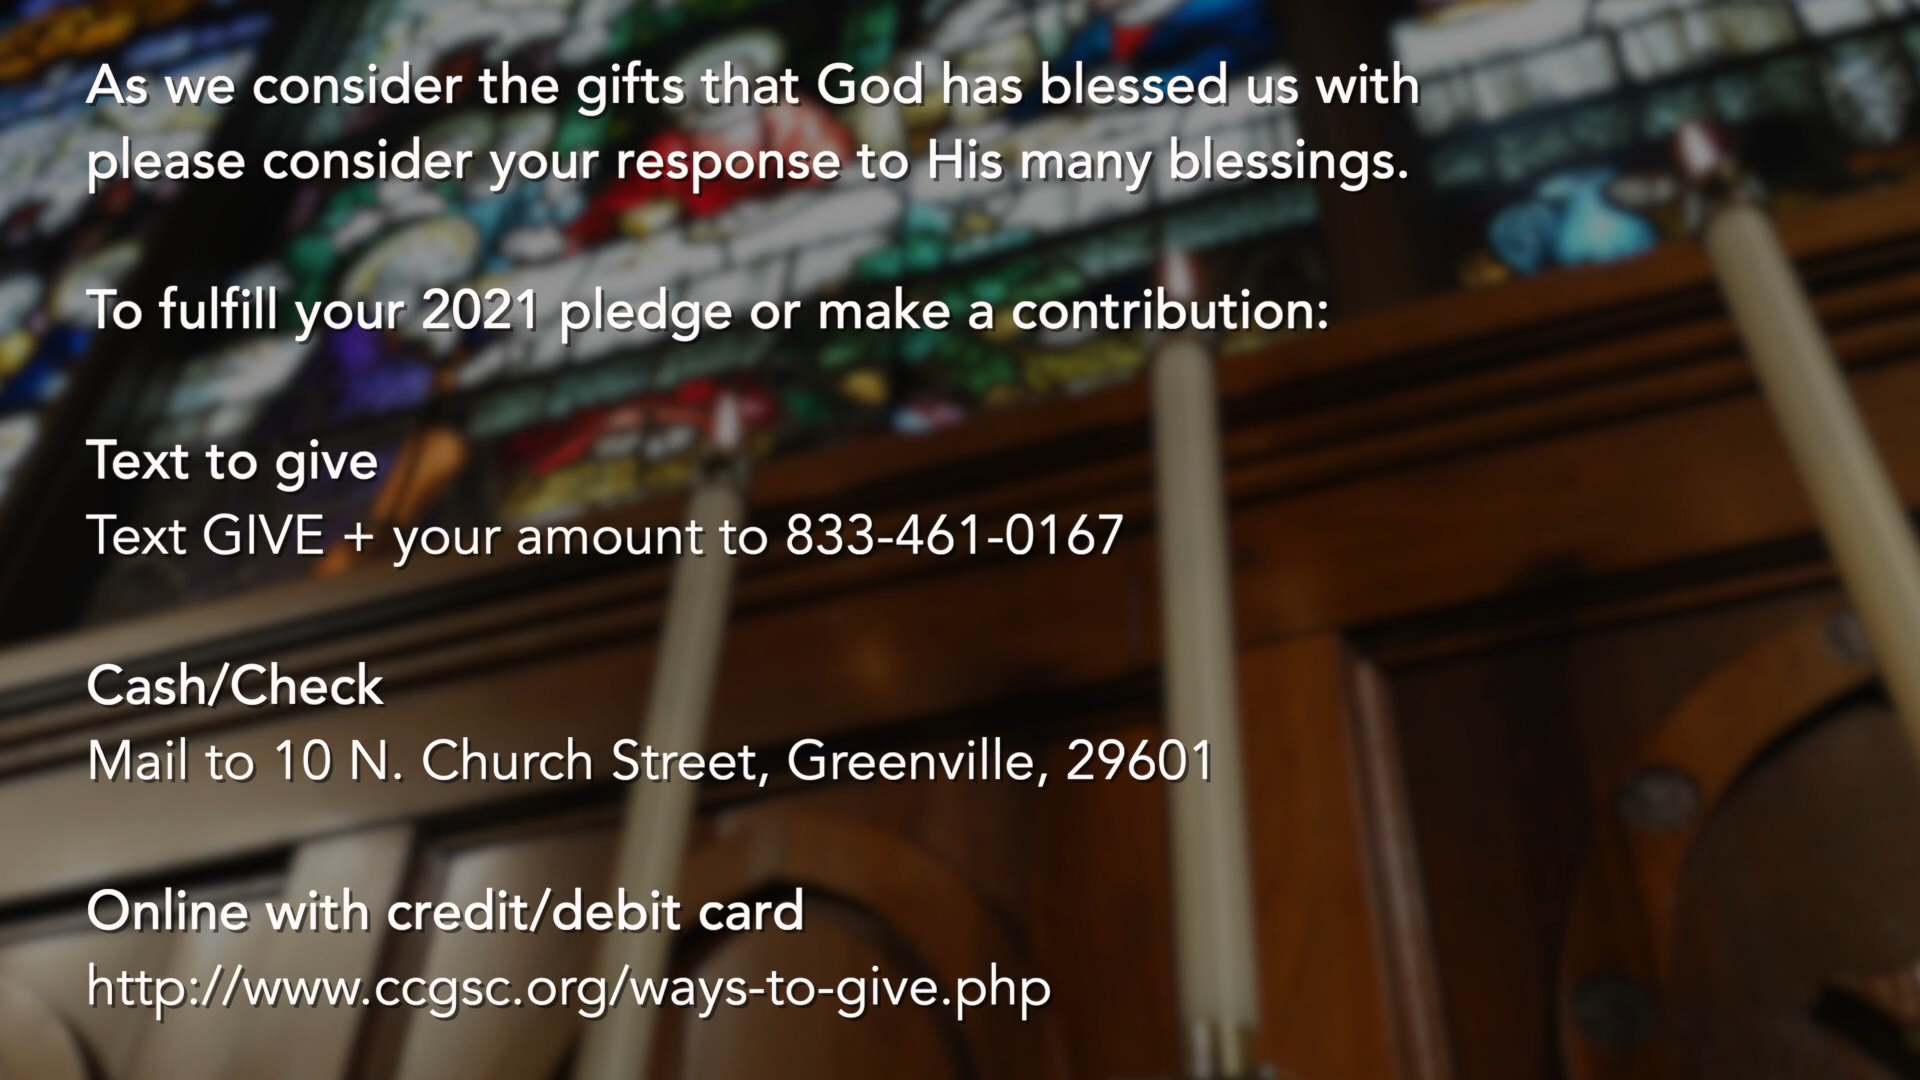 As we consider the gifts that God has blessed us with
please consider your response to His many blessings.
To fulfill your 2021 pledge or make a contribution:
Text to give
Text GIVE + your amount to 833-461-0167
Cash/Check
Mail to 10 N. Church Street, Greenville, 29601
Online with credit/debit card
http://www.ccgsc.org/ways-to-give.php